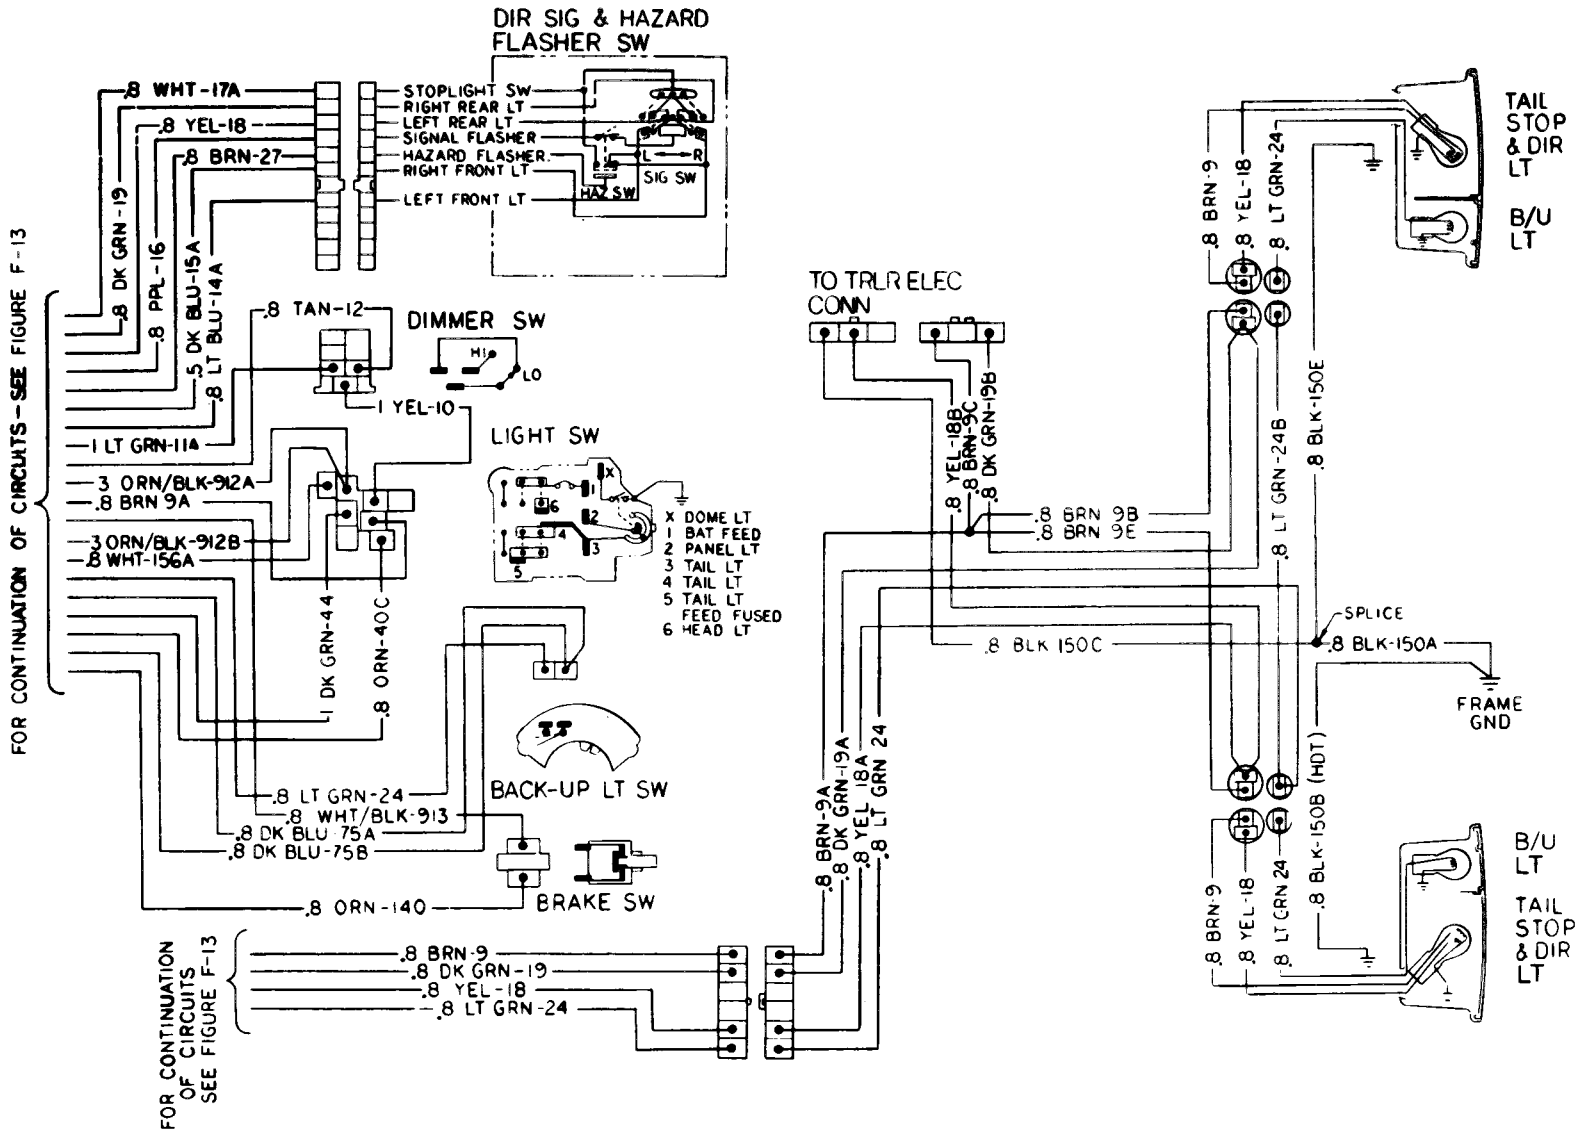 DIR SIG & HAZARD
FLASHER SW
.8 WHT-17A
.8 YEL-18
.8 BRN-27
.8 DK GRN-19
.8 PPL-16
.5 DK BLU-15A
.8 LT BLU-14A
STOPLIGHT SW
RIGHT REAR LT
LEFT REAR LT
SIGNAL FLASHER
HAZARD FLASHER.
RIGHT FRONT LT
LEFT FRONT LT
L
R
SIG SW
HAZ SW
FOR CONTINUATION OF CIRCUITS-SEE FIGURE F-13
.8 TAN-12
DIMMER SW
HI
LO
1 YEL-10
1 LT GRN-11A
3 ORN/BLK-912A
.8 BRN 9A
3 ORN/BLK-912B
.8 WHT-156A
1 DK GRN-44
.8 ORN-40C
LIGHT SW
X
1
2
3
4
5
6
X DOME LT
1 BAT FEED
2 PANEL LT
3 TAIL LT
4 TAIL LT
5 TAIL LT
FEED FUSED
6 HEAD LT
BACK-UP LT SW
.8 LT GRN-24
.8 WHT/BLK-913
.8 DK BLU-75A
.8 DK BLU-75B
BRAKE SW
.8 ORN-140
FOR CONTINUATION
OF CIRCUITS
SEE FIGURE F-13
.8 BRN-9
.8 DK GRN-19
.8 YEL-18
.8 LT GRN-24
TO TRLR ELEC
CONN
.8 YEL-18B
.8 BRN-9C
.8 DK GRN-19B
.8 BRN 9B
.8 BRN 9E
.8 BRN-9A
.8 DK GRN-19A
.8 YEL 18A
.8 LT GRN 24
.8 BLK 150C
.8 BRN-9
.8 YEL-18
.8 LT GRN-24
.8 LT GRN-24B
.8 BLK-150E
SPLICE
.8 BLK-150A
FRAME
GND
.8 BLK-150B (HDT)
.8 BRN-9
.8 YEL-18
.8 LT GRN 24
TAIL
STOP
& DIR
LT
B/U
LT
B/U
LT
TAIL
STOP
& DIR
LT